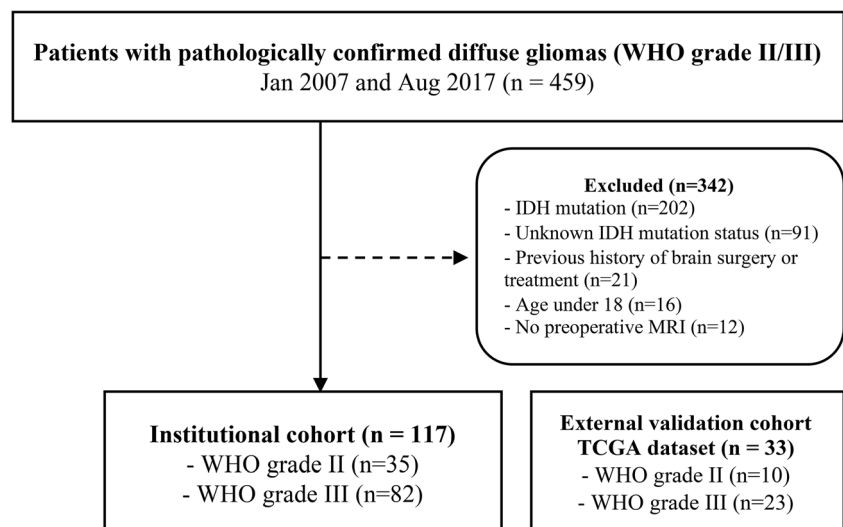 Patients with pathologically confirmed diffuse gliomas (WHO grade II/III)
Jan 2007 and Aug 2017 (n = 459)
Excluded (n=342)
- IDH mutation (n=202)
- Unknown IDH mutation status (n=91)
- Previous history of brain surgery or
treatment (n=21)
- Age under 18 (n=16)
- No preoperative MRI (n=12)
Institutional cohort (n = 117)
- WHO grade II (n=35)
- WHO grade III (n=82)
External validation cohort
TCGA dataset (n = 33)
- WHO grade II (n=10)
- WHO grade III (n=23)